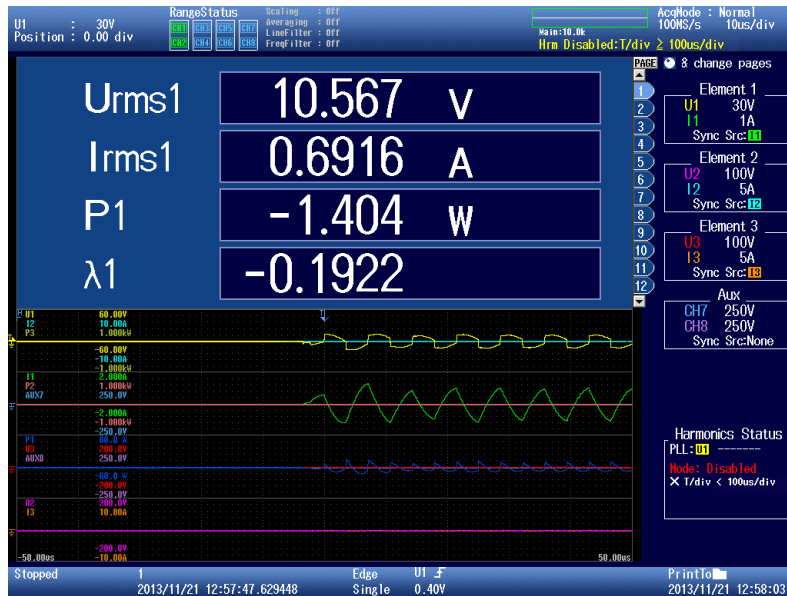 U1 : 30V
Position : 0.00 div
RangeStatus
CH1 CH3 CH5 CH7
CH2 CH4 CH6 CH8
Scaling : Off
Averaging : Off
LineFilter : Off
FreqFilter : Off
Main:10.0k
AcqMode : Normal
100MS/s 10us/div
Hrm Disabled:T/div ≥ 100us/div
PAGE & change pages
Urms1 10.567 V
Irms1 0.6916 A
P1 -1.404 W
λ1 -0.1922
1
2
3
4
5
6
7
8
9
10
11
12
Element 1
U1 30V
I1 1A
Sync Src:I1
Element 2
U2 100V
I2 5A
Sync Src:I2
Element 3
U3 100V
I3 5A
Sync Src:I3
Aux
CH7 250V
CH8 250V
Sync Src:None
Harmonics Status
PLL:U1 -------
Mode: Disabled
X T/div < 100us/div
U1 60.00V
I2 10.00A
P3 1.000kW
-60.00V
-10.00A
-1.000kW
I1 2.000A
P2 1.000kW
AUX7 250.0V
-2.000A
-1.000kW
-250.0V
P1 60.0 W
U3 200.0V
AUX8 250.0V
-60.0 W
-200.0V
-250.0V
U2 200.0V
I3 10.00A
-200.0V
-10.00A
-50.00us
50.00us
Stopped 1 Edge U1 PrintTo
2013/11/21 12:57:47.629448 Single 0.40V 2013/11/21 12:58:03